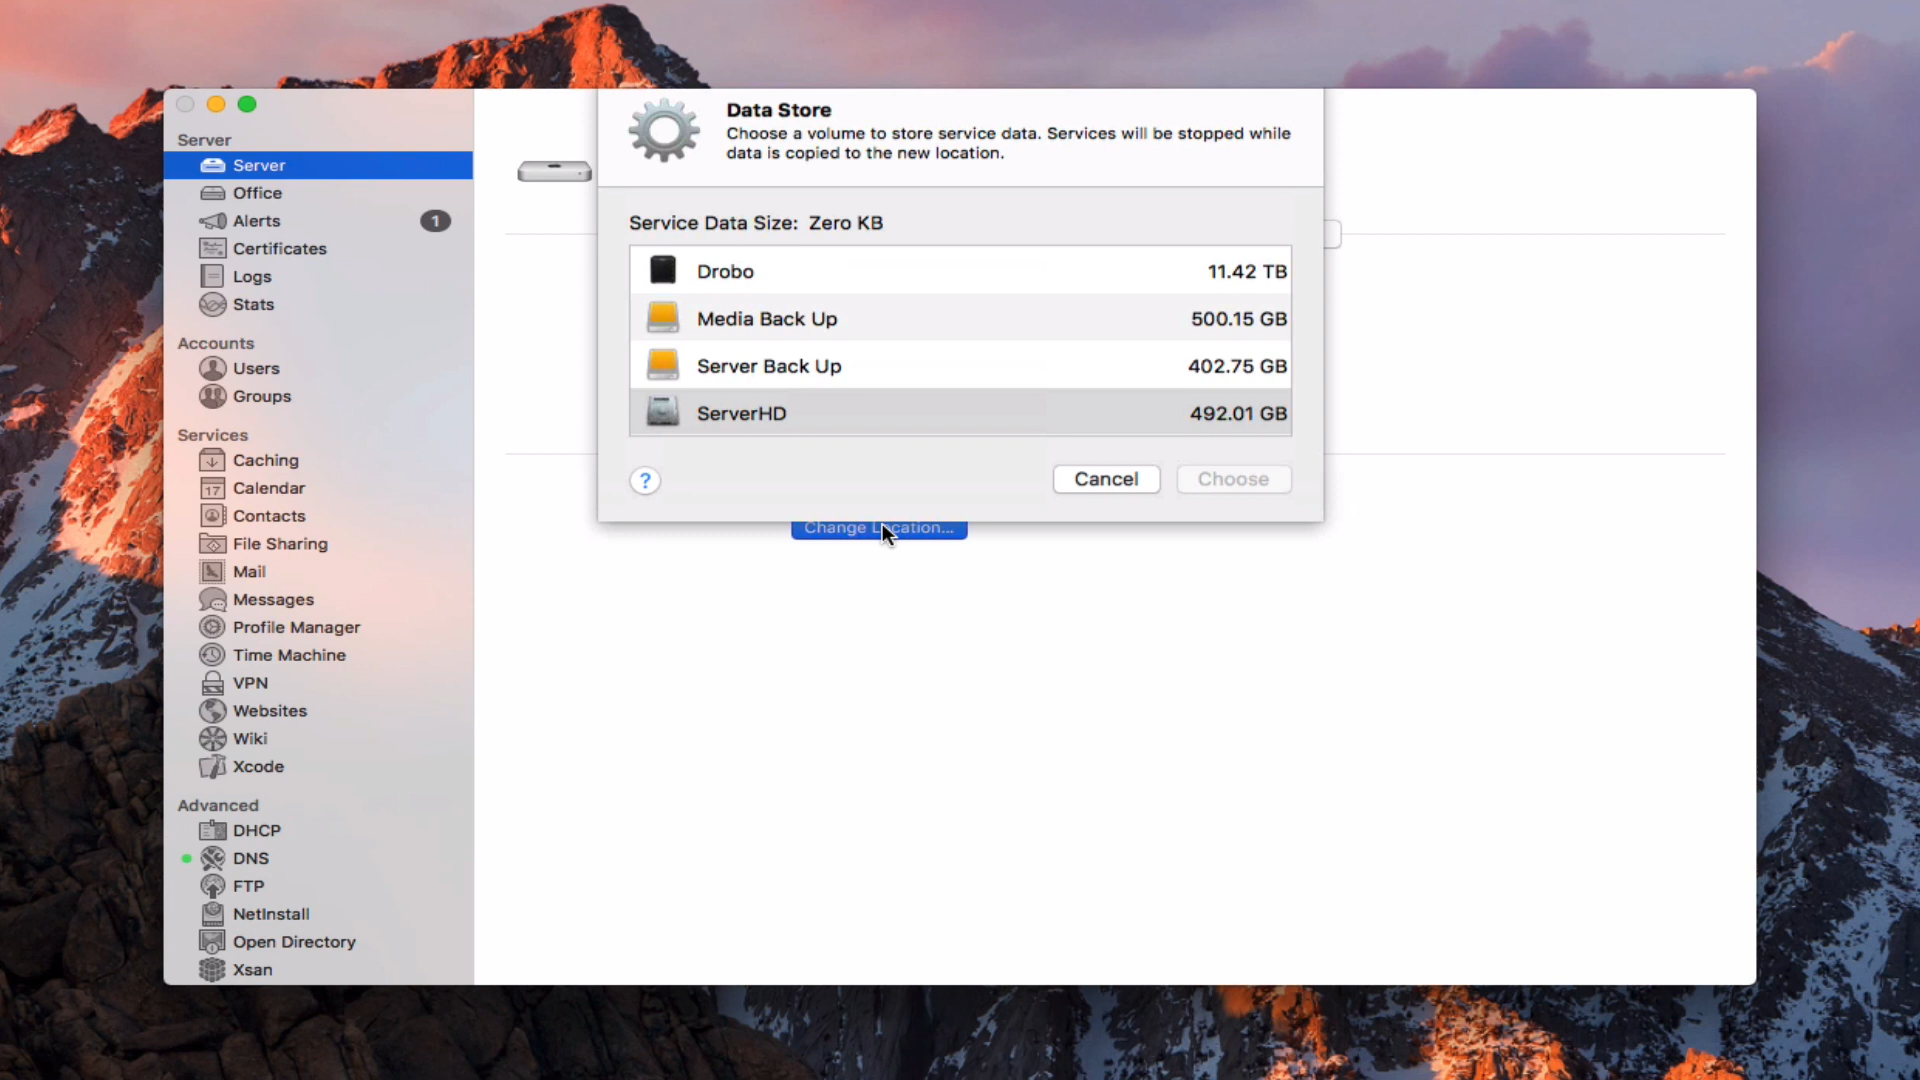 Server
Server
Office
Alerts
1
Certificates
Logs
Stats
Accounts
Users
Groups
Services
Caching
17
Calendar
Contacts
File Sharing
Mail
Messages
Profile Manager
Time Machine
VPN
Websites
Wiki
Xcode
Advanced
DHCP
DNS
FTP
NetInstall
Open Directory
Xsan
Data Store
Choose a volume to store service data. Services will be stopped while
data is copied to the new location.
Service Data Size: Zero KB
Drobo 11.42 TB
Media Back Up 500.15 GB
Server Back Up 402.75 GB
ServerHD 492.01 GB
? Cancel Choose
Change Location...